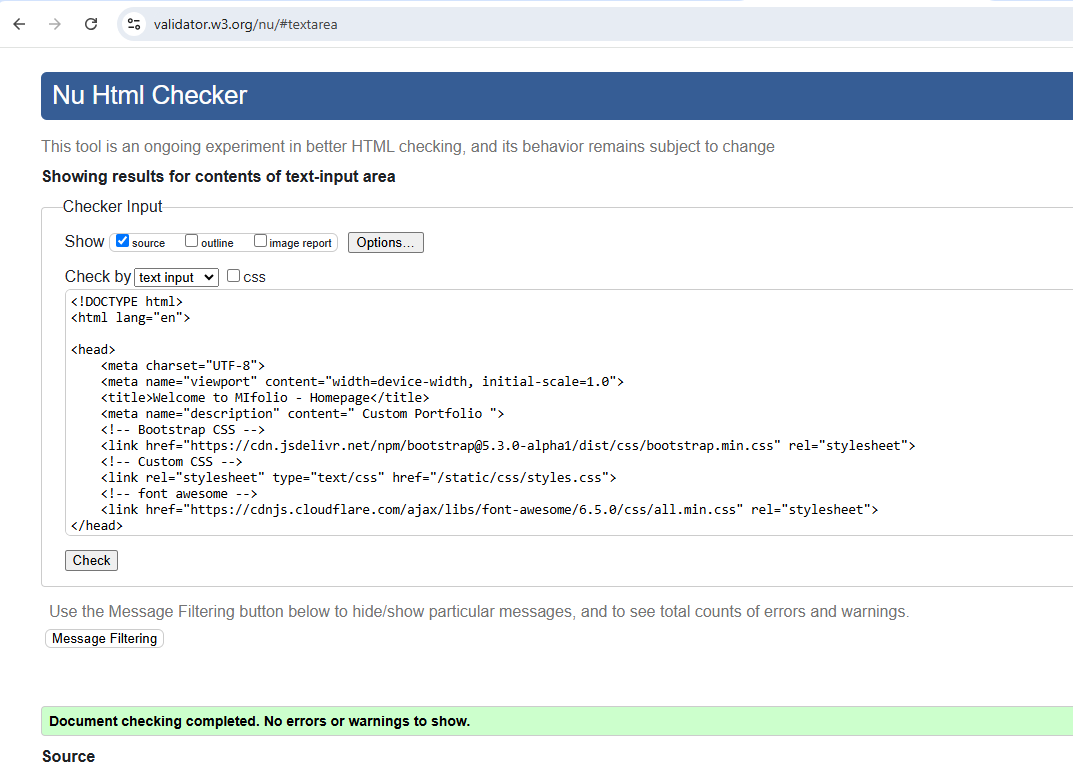 validator.w3.org/nu/#textarea
Nu Html Checker
This tool is an ongoing experiment in better HTML checking, and its behavior remains subject to change
Showing results for contents of text-input area
Checker Input
Show source outline image report Options...
Check by text input css
<!DOCTYPE html>
<html lang="en">
<head>
<meta charset="UTF-8">
<meta name="viewport" content="width=device-width, initial-scale=1.0">
<title>Welcome to MIfolio - Homepage</title>
<meta name="description" content=" Custom Portfolio ">
<!-- Bootstrap CSS -->
<link href="https://cdn.jsdelivr.net/npm/bootstrap@5.3.0-alpha1/dist/css/bootstrap.min.css" rel="stylesheet">
<!-- Custom CSS -->
<link rel="stylesheet" type="text/css" href="/static/css/styles.css">
<!-- font awesome -->
<link href="https://cdnjs.cloudflare.com/ajax/libs/font-awesome/6.5.0/css/all.min.css" rel="stylesheet">
</head>
Check
Use the Message Filtering button below to hide/show particular messages, and to see total counts of errors and warnings.
Message Filtering
Document checking completed. No errors or warnings to show.
Source